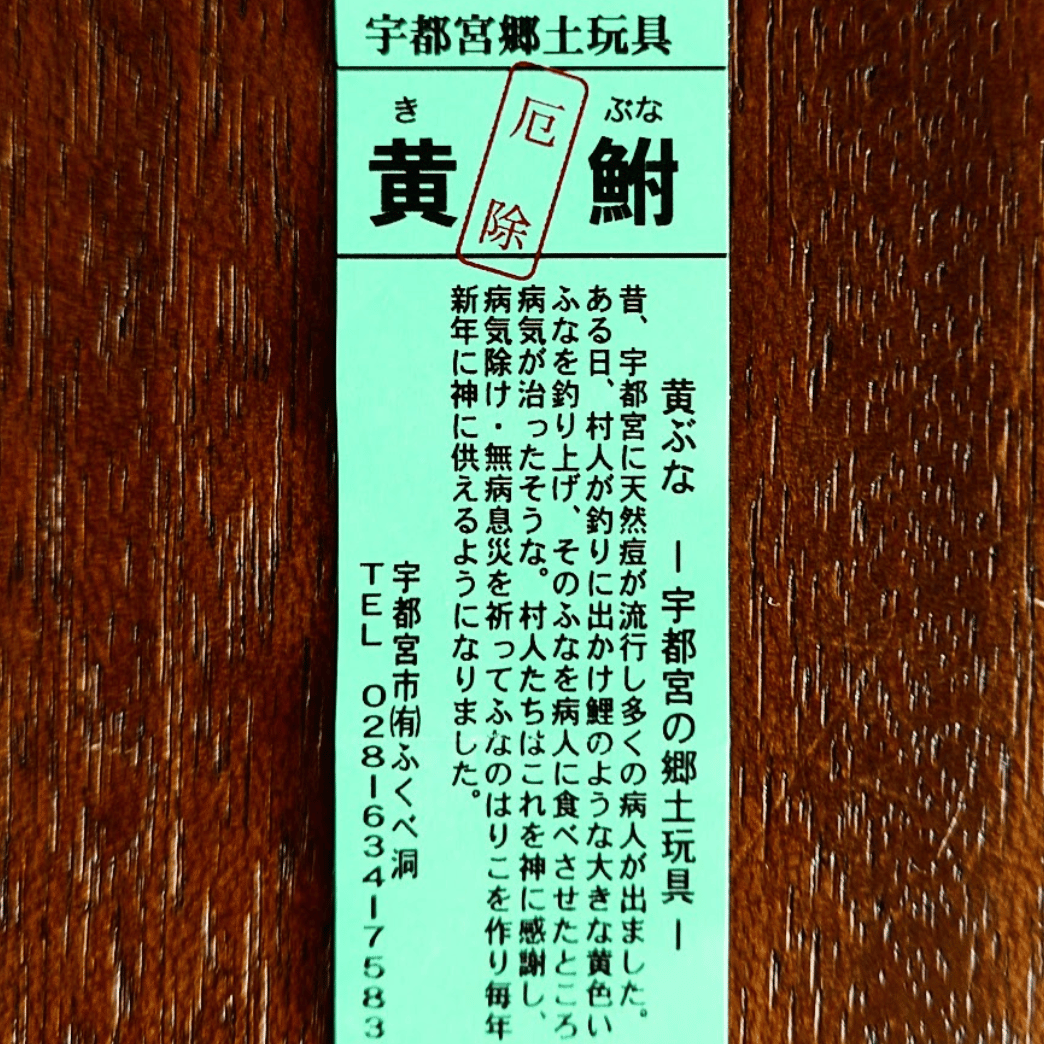 宇都宮郷土玩具
き ぶな
黄鮒
厄除
黄ぶな ー宇都宮の郷土玩具ー
昔、宇都宮に天然痘が流行し多くの病人が出ました。
ある日、村人が釣りに出かけ鯉のような大きな黄色い
ふなを釣り上げ、そのふなを病人に食べさせたところ
病気が治ったそうな。村人たちはこれを神に感謝し、
病気除け・無病息災を祈ってふなのはりこを作り毎年
新年に神に供えるようになりました。
宇都宮市㈲ふくべ洞
TEL 028-634-7583